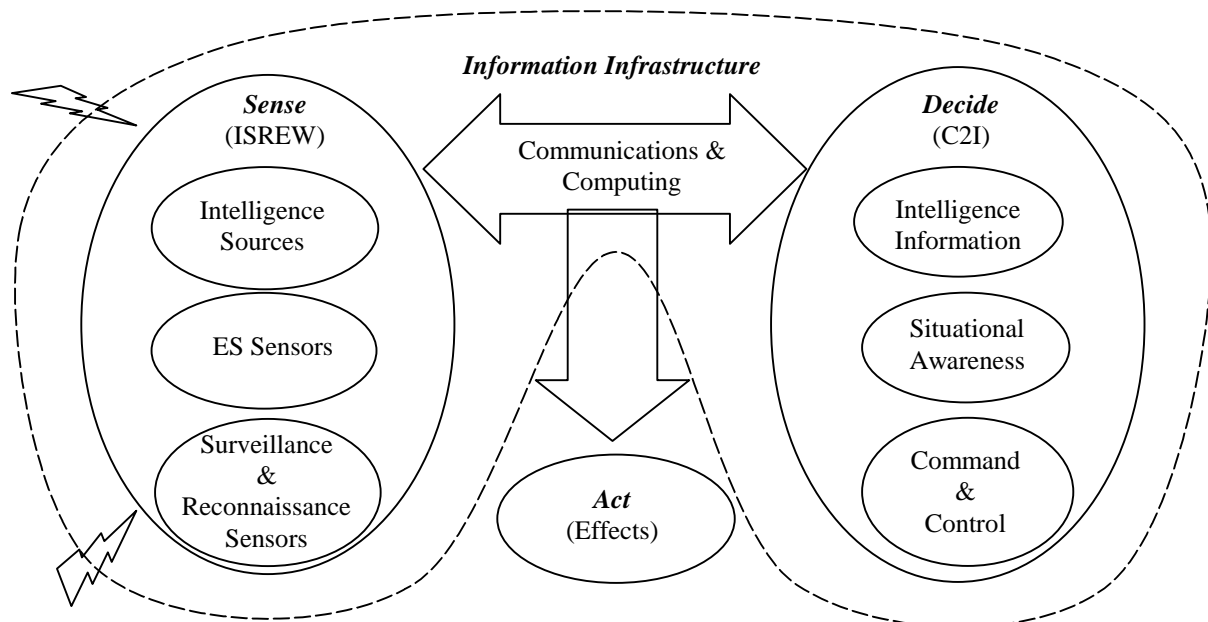 Information Infrastructure
Sense
(ISREW)
Intelligence
Sources
ES Sensors
Surveillance
&
Reconnaissance
Sensors
Communications &
Computing
Act
(Effects)
Decide
(C2I)
Intelligence
Information
Situational
Awareness
Command
&
Control